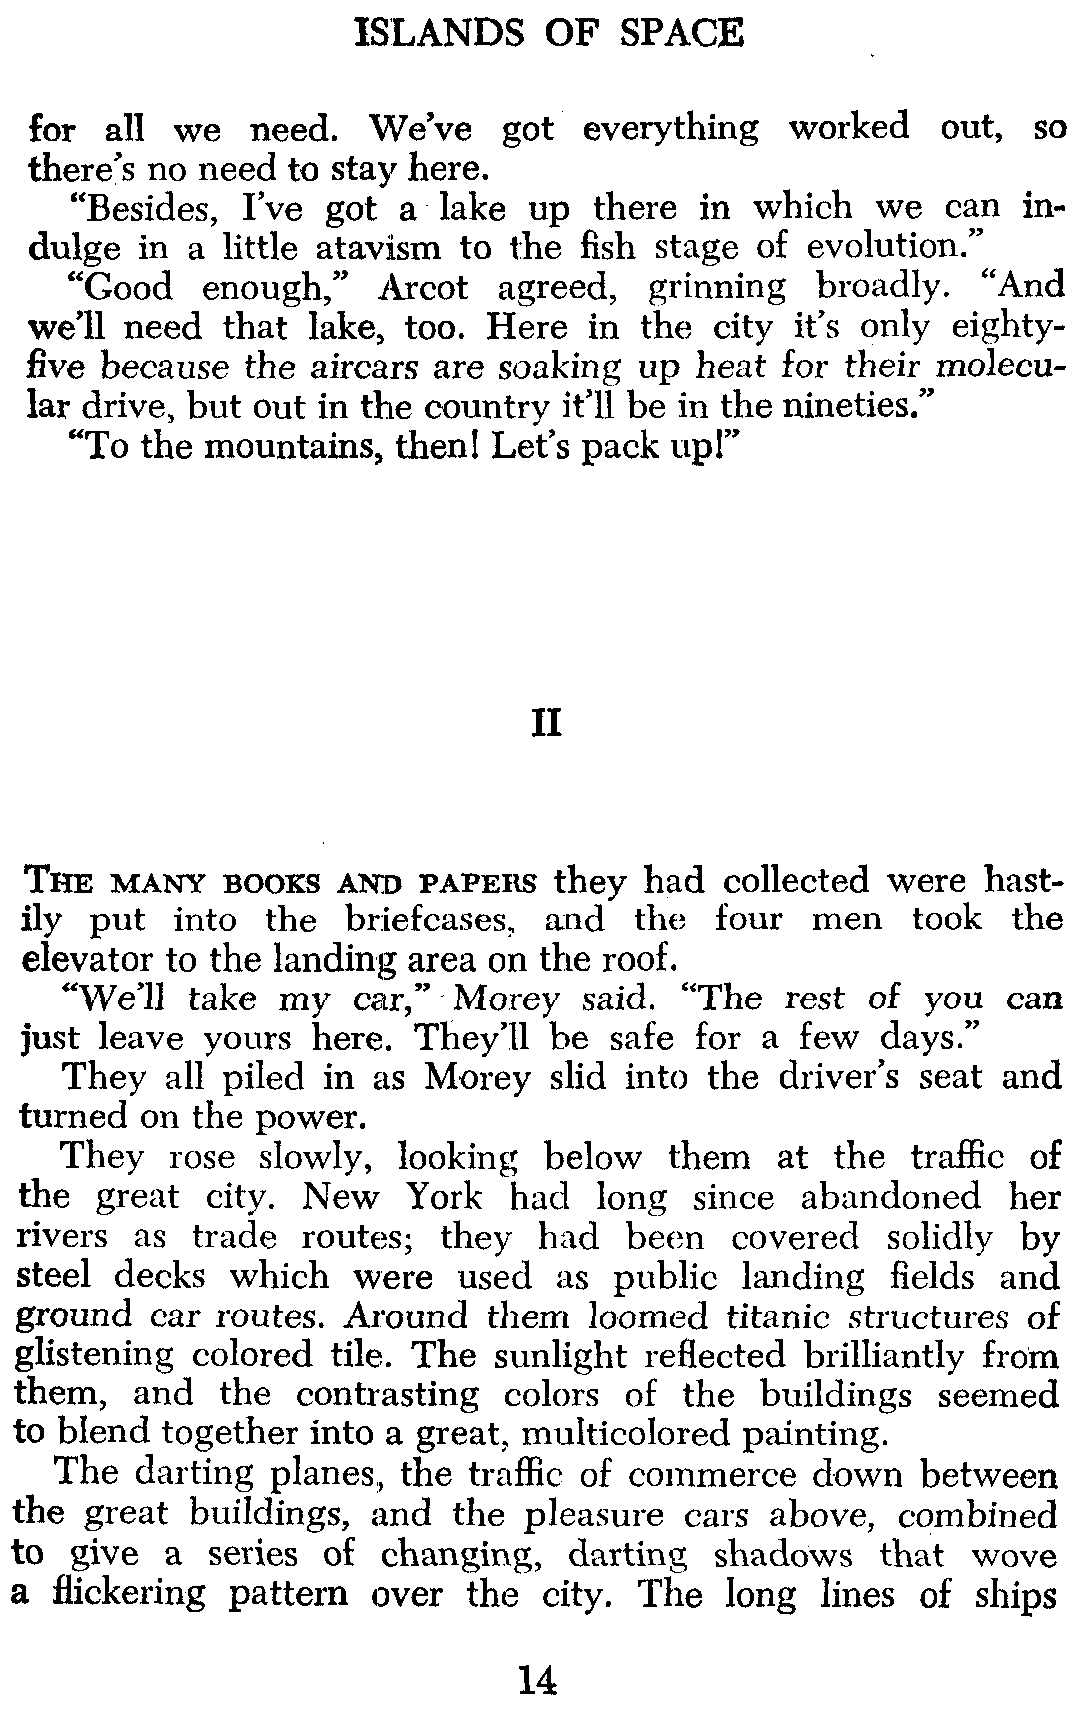 ISLANDS OF SPACE
for all we need. We've got everything worked out, so
there's no need to stay here.
“Besides, I've got a lake up there in which we can in-
dulge in a little atavism to the fish stage of evolution.”
“Good enough,” Arcot agreed, grinning broadly. “And
we'll need that lake, too. Here in the city it's only eighty-
five because the aircars are soaking up heat for their molecu-
lar drive, but out in the country it'll be in the nineties.”
“To the mountains, then! Let's pack up!”
II
THE MANY BOOKS AND PAPERS they had collected were hast-
ily put into the briefcases, and the four men took the
elevator to the landing area on the roof.
“We'll take my car,” Morey said. “The rest of you can
just leave yours here. They'll be safe for a few days.”
They all piled in as Morey slid into the driver's seat and
turned on the power.
They rose slowly, looking below them at the traffic of
the great city. New York had long since abandoned her
rivers as trade routes; they had been covered solidly by
steel decks which were used as public landing fields and
ground car routes. Around them loomed titanic structures of
glistening colored tile. The sunlight reflected brilliantly from
them, and the contrasting colors of the buildings seemed
to blend together into a great, multicolored painting.
The darting planes, the traffic of commerce down between
the great buildings, and the pleasure cars above, combined
to give a series of changing, darting shadows that wove
a flickering pattern over the city. The long lines of ships
14